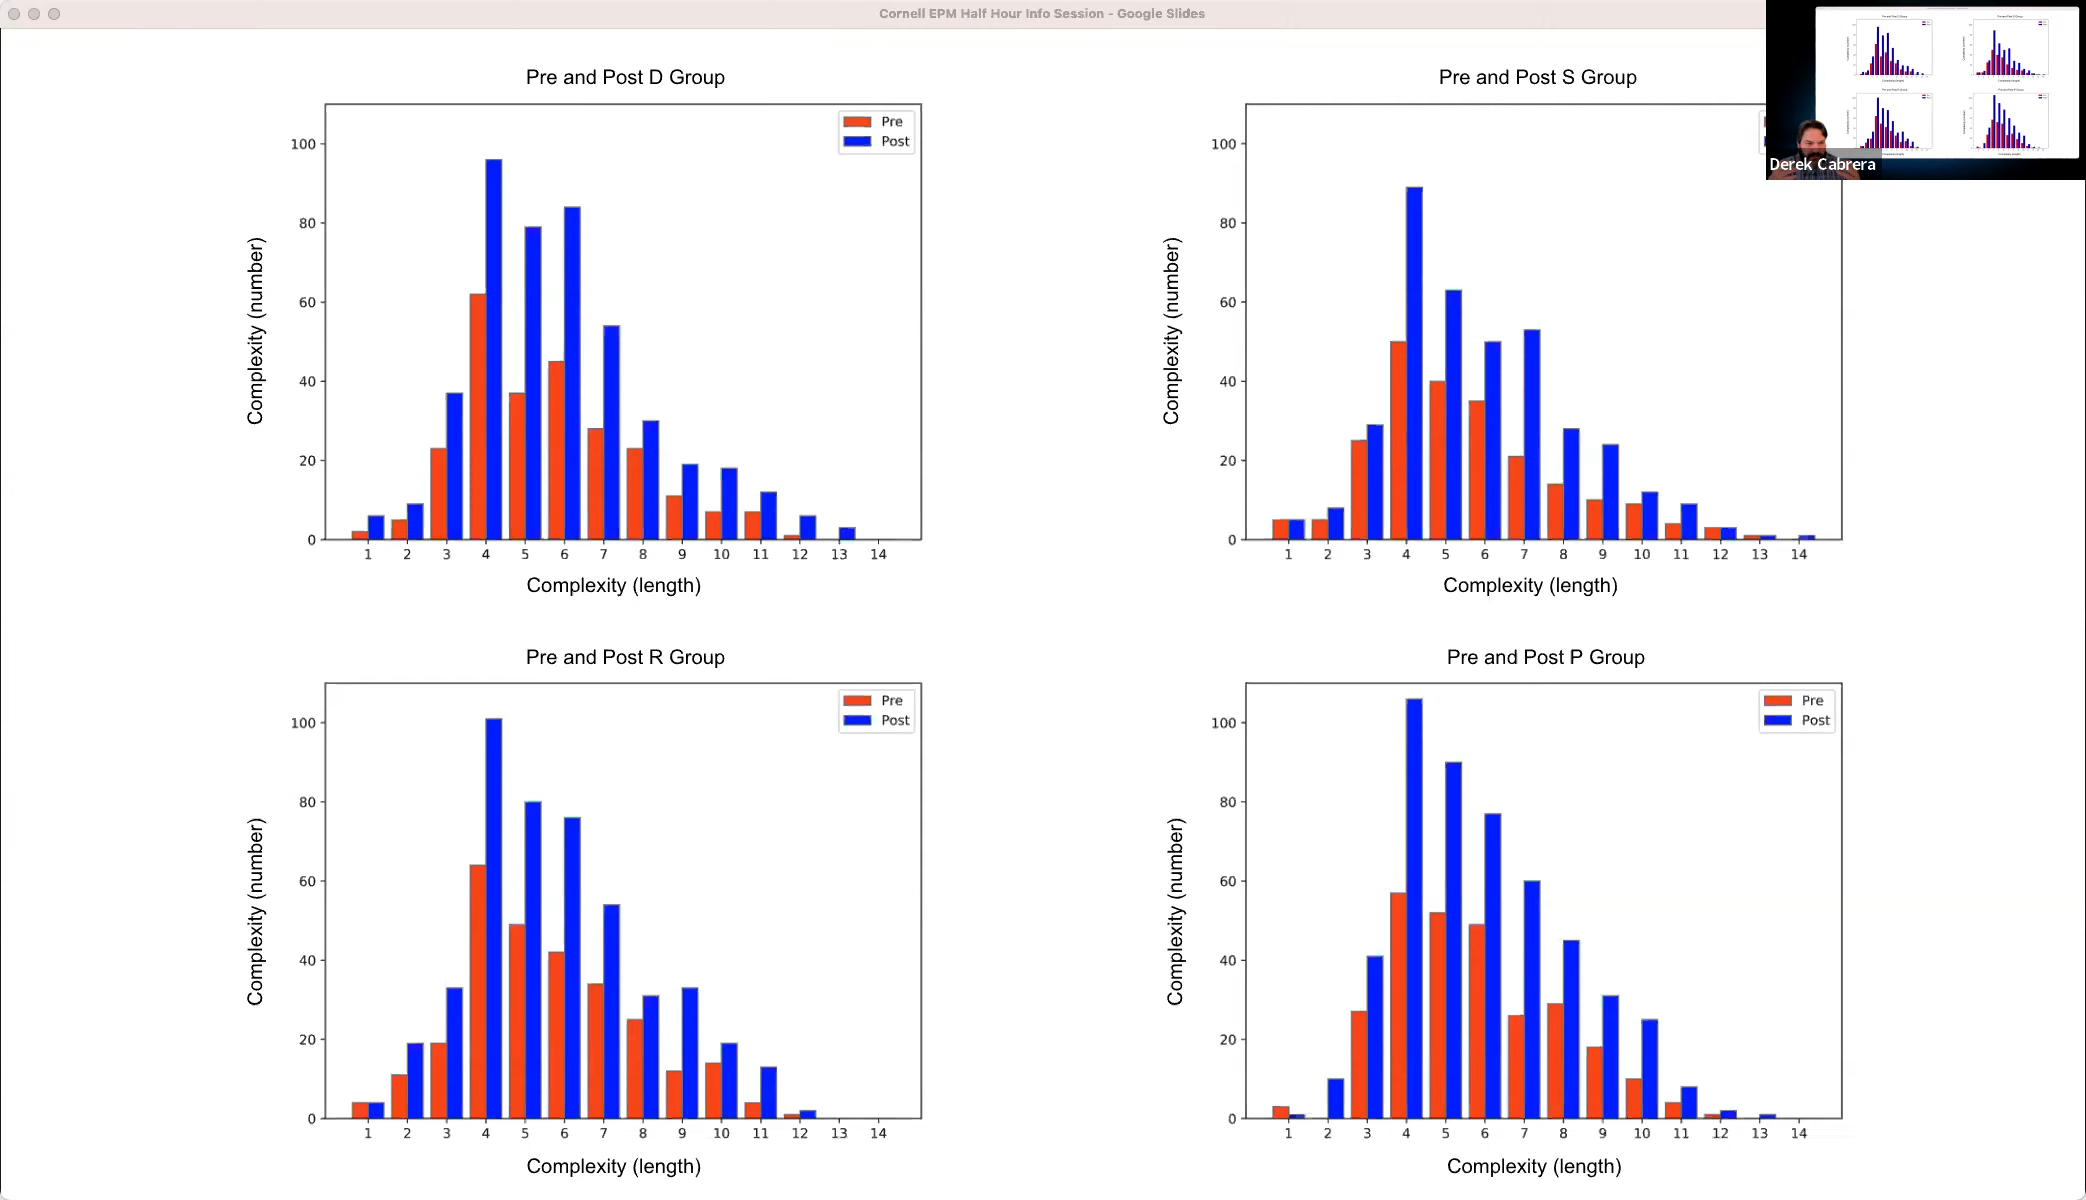 Cornell EPM Half Hour Info Session - Google Slides
Pre and Post D Group
Pre
Post
100
80
60
40
20
0
Complexity (number)
1 2 3 4 5 6 7 8 9 10 11 12 13 14
Complexity (length)
Pre and Post S Group
100
80
60
40
20
0
Complexity (number)
1 2 3 4 5 6 7 8 9 10 11 12 13 14
Complexity (length)
Derek Cabrera
Pre and Post R Group
Pre
Post
100
80
60
40
20
0
Complexity (number)
1 2 3 4 5 6 7 8 9 10 11 12 13 14
Complexity (length)
Pre and Post P Group
Pre
Post
100
80
60
40
20
0
Complexity (number)
1 2 3 4 5 6 7 8 9 10 11 12 13 14
Complexity (length)